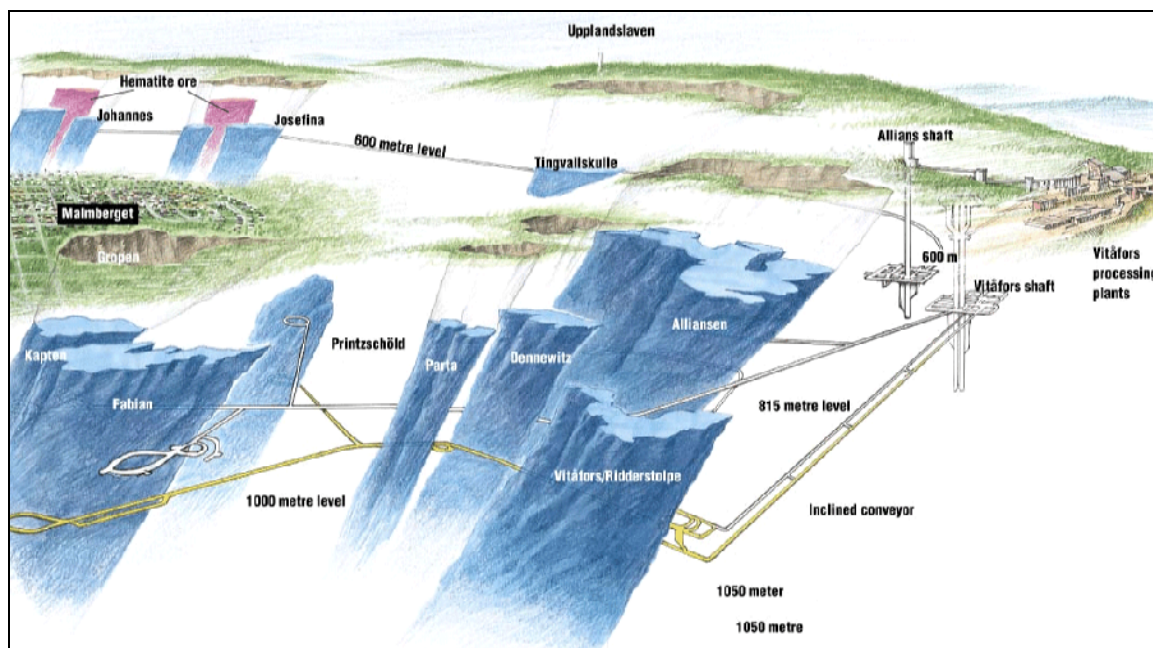 Upplandslaven
Hematite ore
Johannes
Josefina
600 metre level
Tingvallskulle
Allians shaft
Malmberget
Gropen
600 m
Vitåfors shaft
Vitåfors
processing
plants
Kapten
Fabian
Printzschöld
Parta
Dennewitz
Alliansen
815 metre level
Vitåfors/Ridderstolpe
1000 metre level
Inclined conveyor
1050 meter
1050 metre